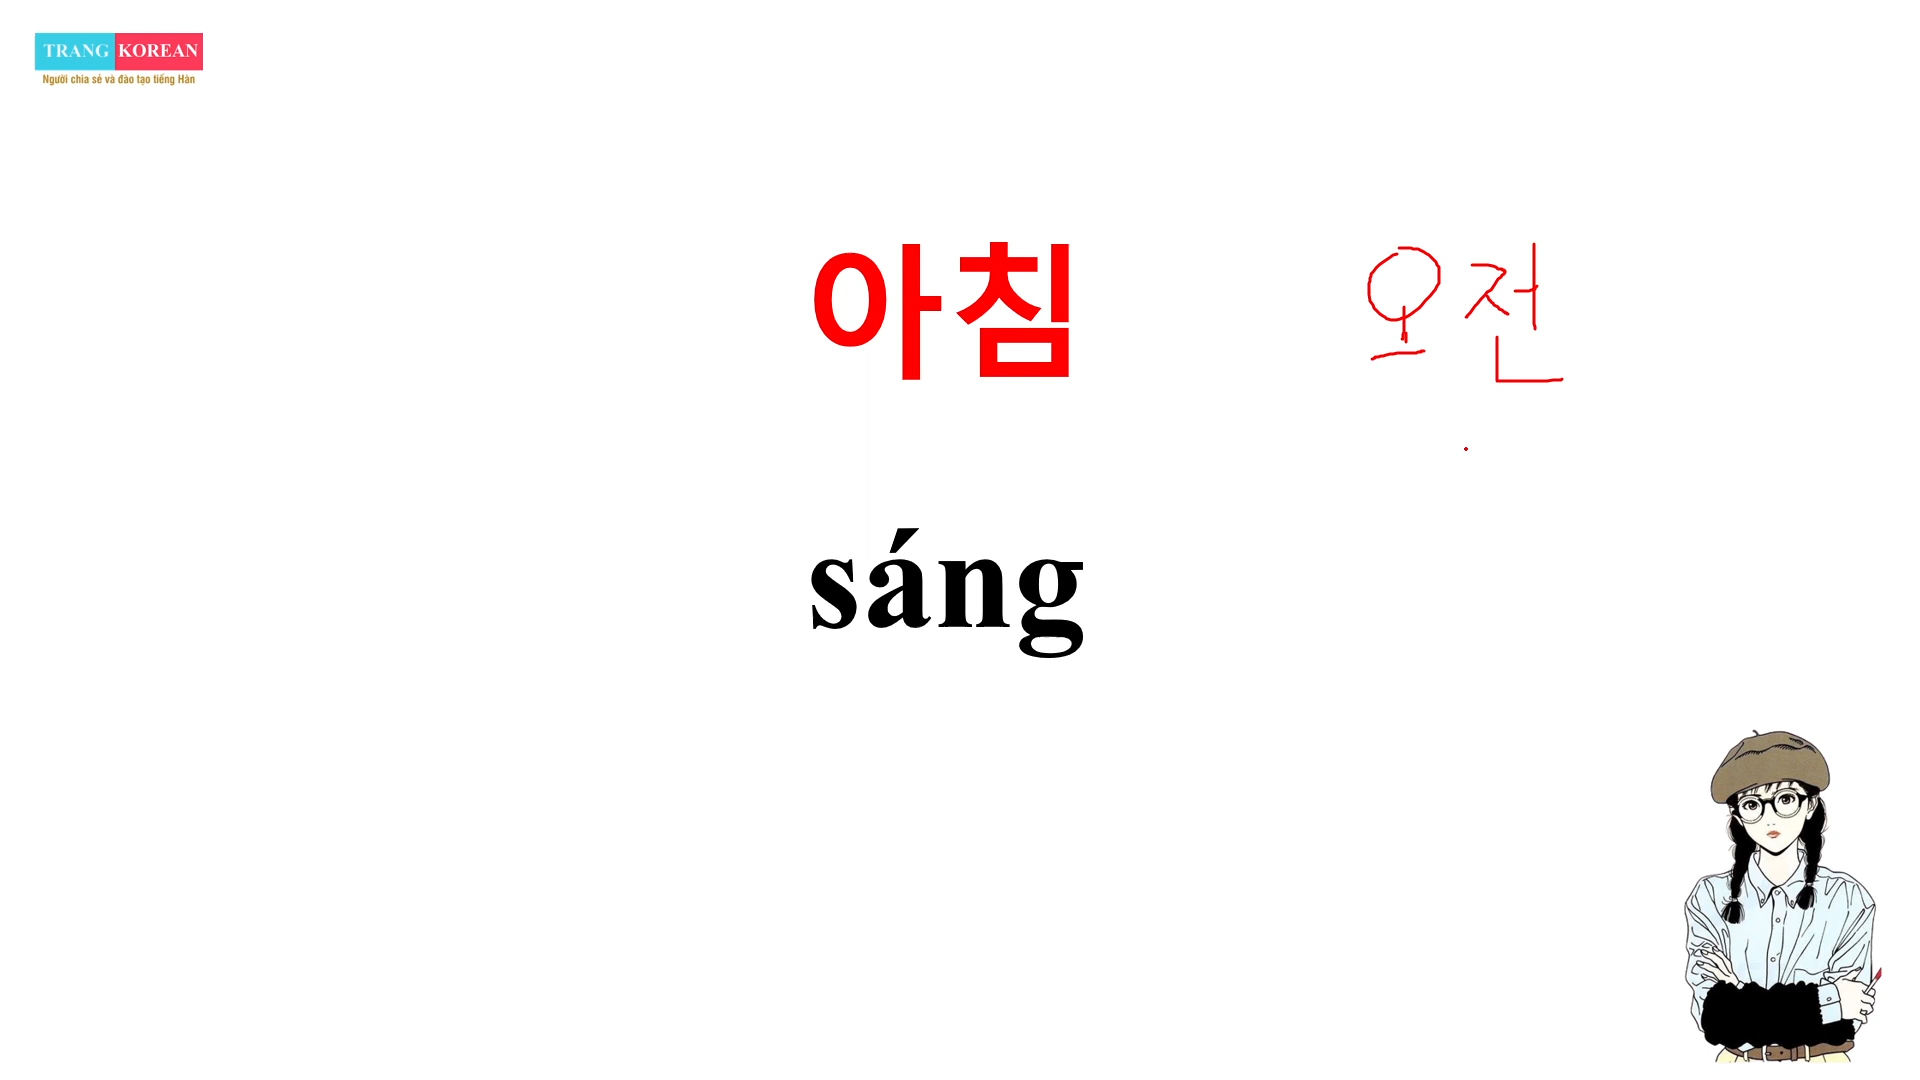 TRANG KOREAN
Người chia sẻ và đào tạo tiếng Hàn
아침 오전
sáng